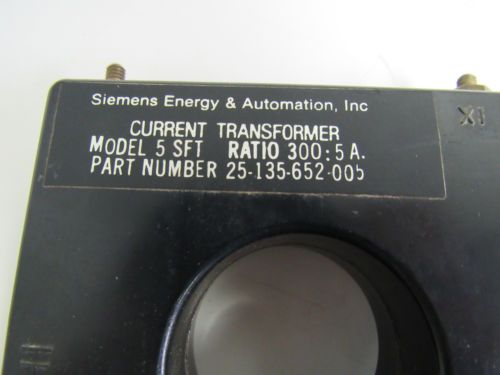 Siemens Energy & Automation, Inc
CURRENT TRANSFORMER
MODEL 5 SFT RATIO 300:5 A.
PART NUMBER 25-135-652-005
X1